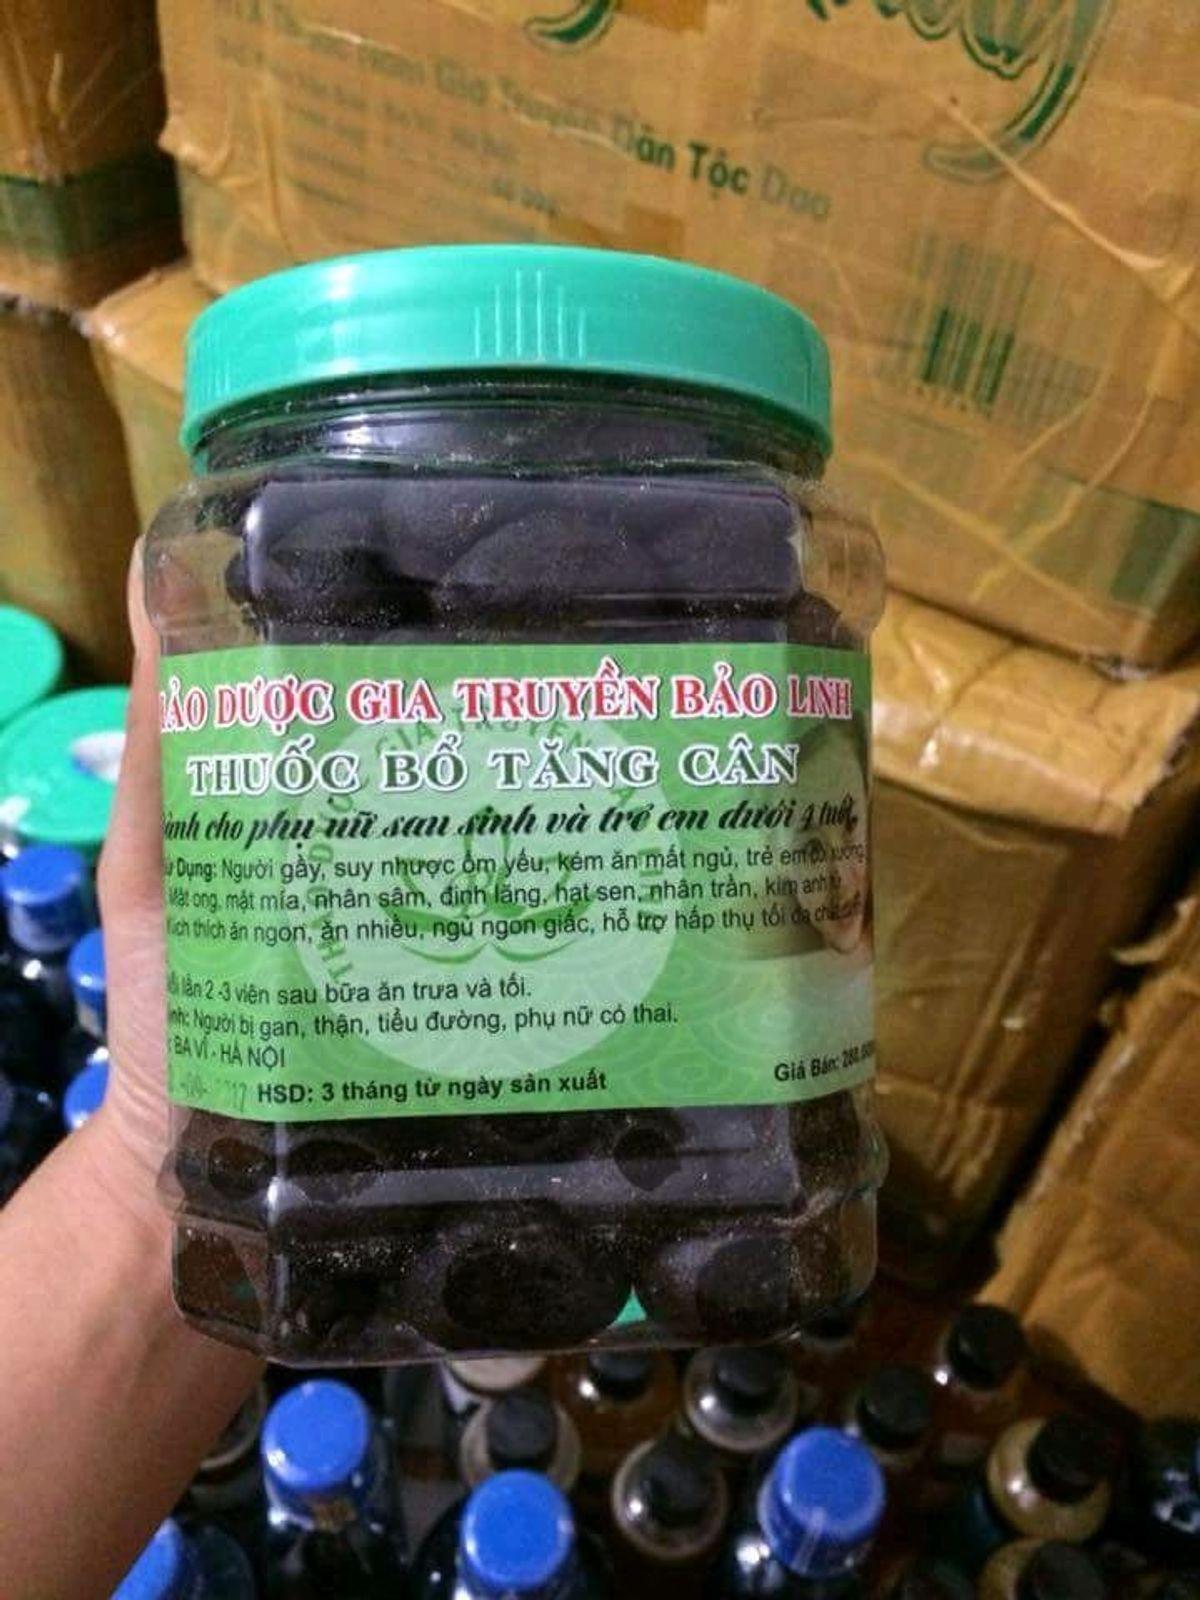 Gia Truyền Dân Tộc Dao
DƯỢC GIA TRUYỀN BẢO LINH
THUỐC BỔ TĂNG CÂN
cho phụ nữ sau sinh và trẻ em dưới 4 tuổi
Dụng: Người gầy, suy nhược ốm yếu, kém ăn mất ngủ, trẻ em còi xương
Mật ong, mật mía, nhân sâm, đinh lăng, hạt sen, nhân trần, kim anh tử
thích ăn ngon, ăn nhiều, ngủ ngon giấc, hỗ trợ hấp thụ tối đa
lần 2 -3 viên sau bữa ăn trưa và tối.
Người bị gan, thận, tiểu đường, phụ nữ có thai.
BA VÌ - HÀ NỘI
HSD: 3 tháng từ ngày sản xuất
Giá Bán: